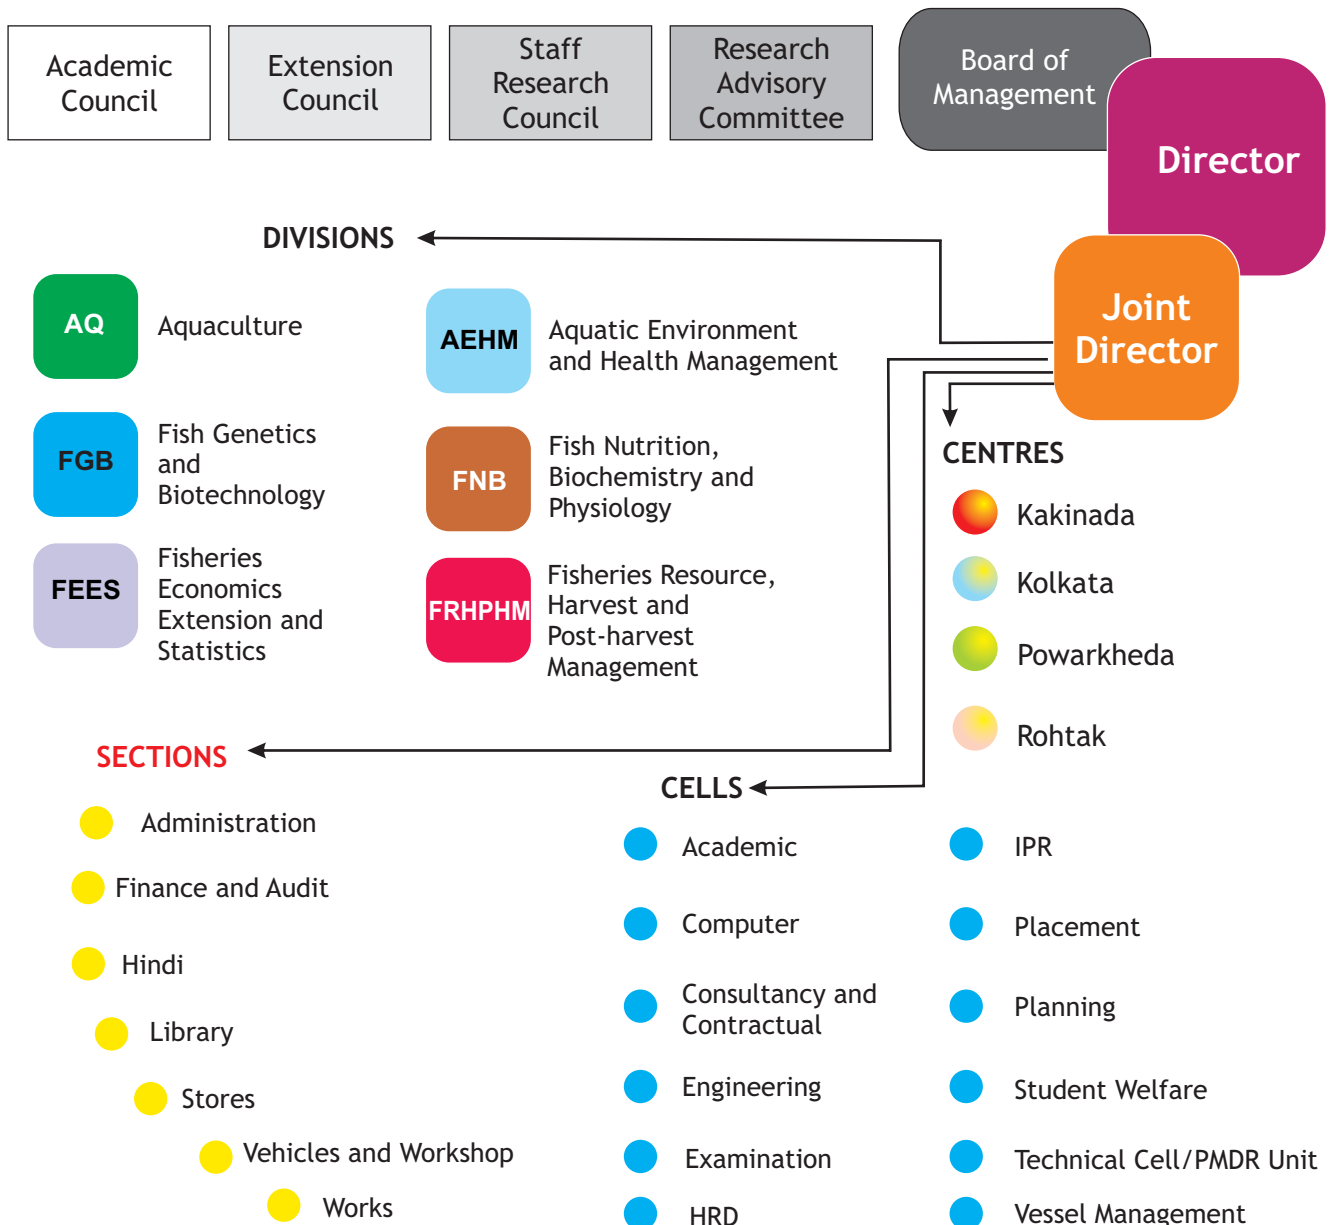 Academic
Council
Extension
Council
Staff
Research
Council
Research
Advisory
Committee
Board of
Management
Director
Joint
Director
DIVISIONS
AQ
Aquaculture
AEHM
Aquatic Environment
and Health Management
FGB
Fish Genetics
and
Biotechnology
FNB
Fish Nutrition,
Biochemistry and
Physiology
FEES
Fisheries
Economics
Extension and
Statistics
FRHPHM
Fisheries Resource,
Harvest and
Post-harvest
Management
CENTRES
Kakinada
Kolkata
Powarkheda
Rohtak
SECTIONS
Administration
Finance and Audit
Hindi
Library
Stores
Vehicles and Workshop
Works
CELLS
Academic
Computer
Consultancy and
Contractual
Engineering
Examination
HRD
IPR
Placement
Planning
Student Welfare
Technical Cell/PMDR Unit
Vessel Management